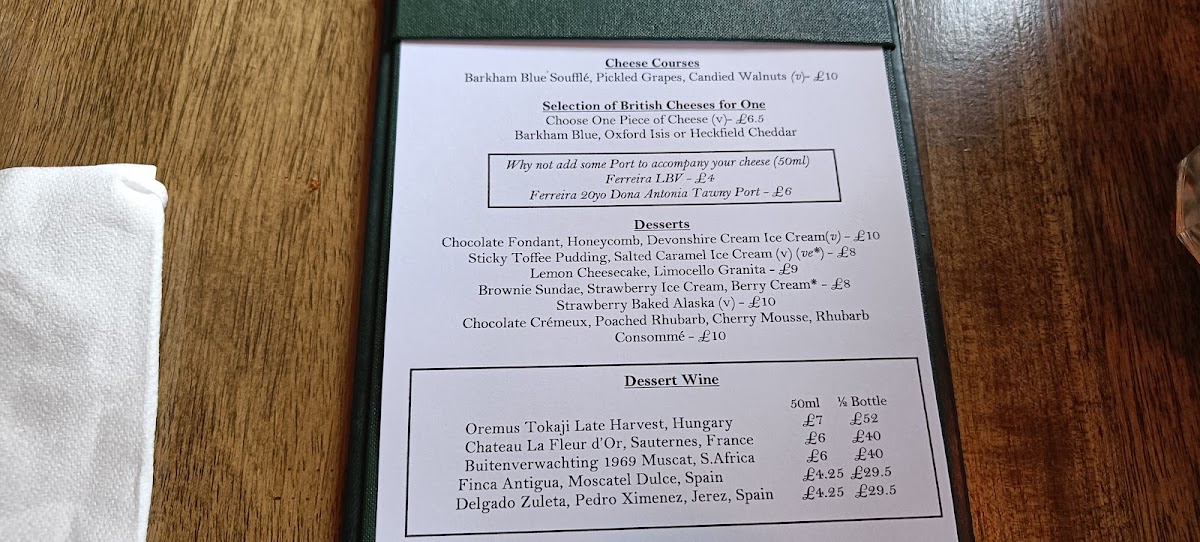 Cheese Courses
Barkham Blue Soufflé, Pickled Grapes, Candied Walnuts (v)- £10
Selection of British Cheeses for One
Choose One Piece of Cheese (v)- £6.5
Barkham Blue, Oxford Isis or Heckfield Cheddar
Why not add some Port to accompany your cheese (50ml)
Ferreira LBV - £4
Ferreira 20yo Dona Antonia Tawny Port - £6
Desserts
Chocolate Fondant, Honeycomb, Devonshire Cream Ice Cream(v) - £10
Sticky Toffee Pudding, Salted Caramel Ice Cream (v) (ve*) - £8
Lemon Cheesecake, Limocello Granita - £9
Brownie Sundae, Strawberry Ice Cream, Berry Cream* - £8
Strawberry Baked Alaska (v) - £10
Chocolate Crémeux, Poached Rhubarb, Cherry Mousse, Rhubarb
Consommé - £10
Dessert Wine
50ml ½ Bottle
Oremus Tokaji Late Harvest, Hungary £7 £52
Chateau La Fleur d'Or, Sauternes, France £6 £40
Buitenverwachting 1969 Muscat, S.Africa £6 £40
Finca Antigua, Moscatel Dulce, Spain £4.25 £29.5
Delgado Zuleta, Pedro Ximenez, Jerez, Spain £4.25 £29.5